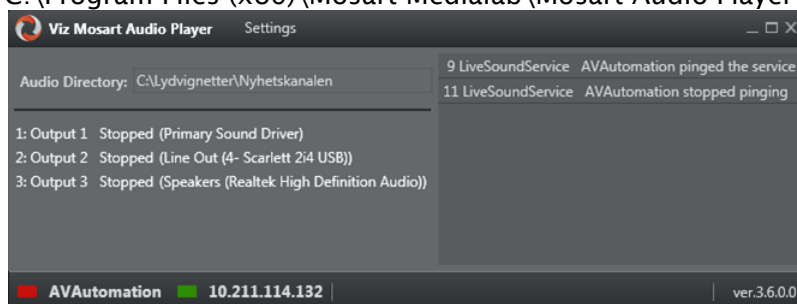 C:\Program Files (x86)\Mosart Medialab\Mosart Audio Player
Viz Mosart Audio Player Settings
Audio Directory: C:\Lydvignetter\Nyhetskanalen
1: Output 1 Stopped (Primary Sound Driver)
2: Output 2 Stopped (Line Out (4- Scarlett 2i4 USB))
3: Output 3 Stopped (Speakers (Realtek High Definition Audio))
9 LiveSoundService AVAutomation pinged the service
11 LiveSoundService AVAutomation stopped pinging
AVAutomation 10.211.114.132 ver.3.6.0.0